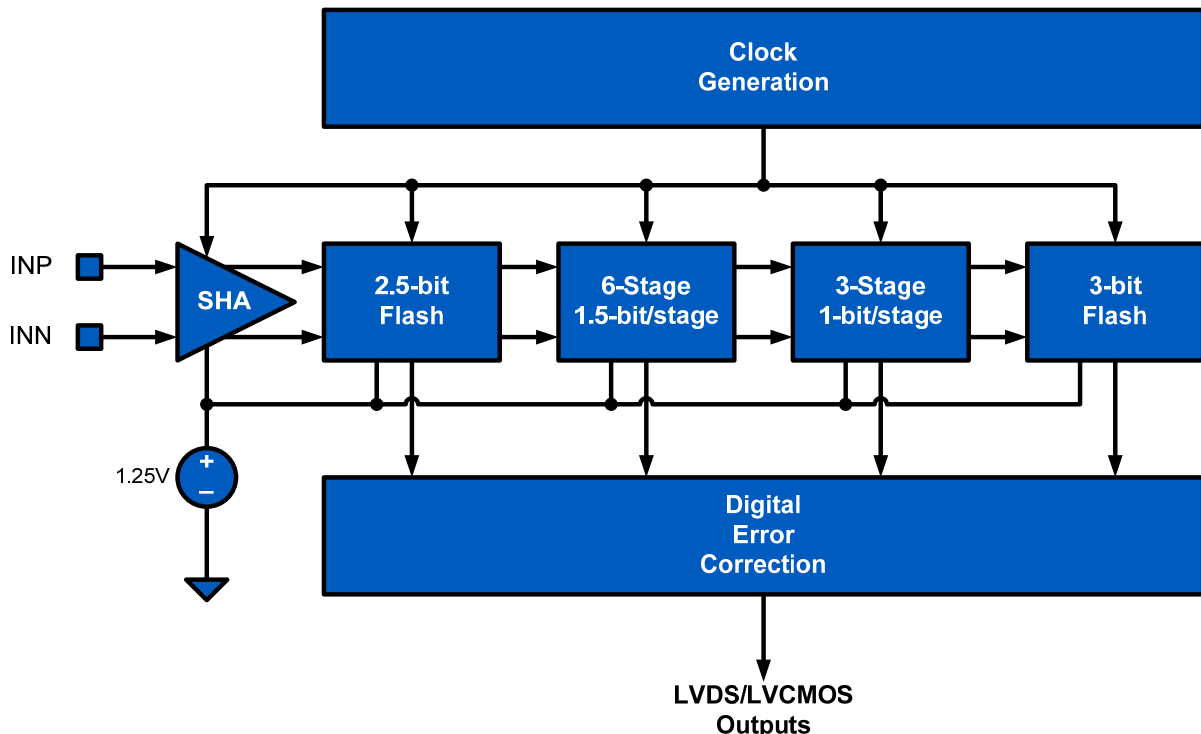 Clock
Generation
INP
INN
SHA
2.5-bit
Flash
6-Stage
1.5-bit/stage
3-Stage
1-bit/stage
3-bit
Flash
1.25V
+
−
Digital
Error
Correction
LVDS/LVCMOS
Outputs